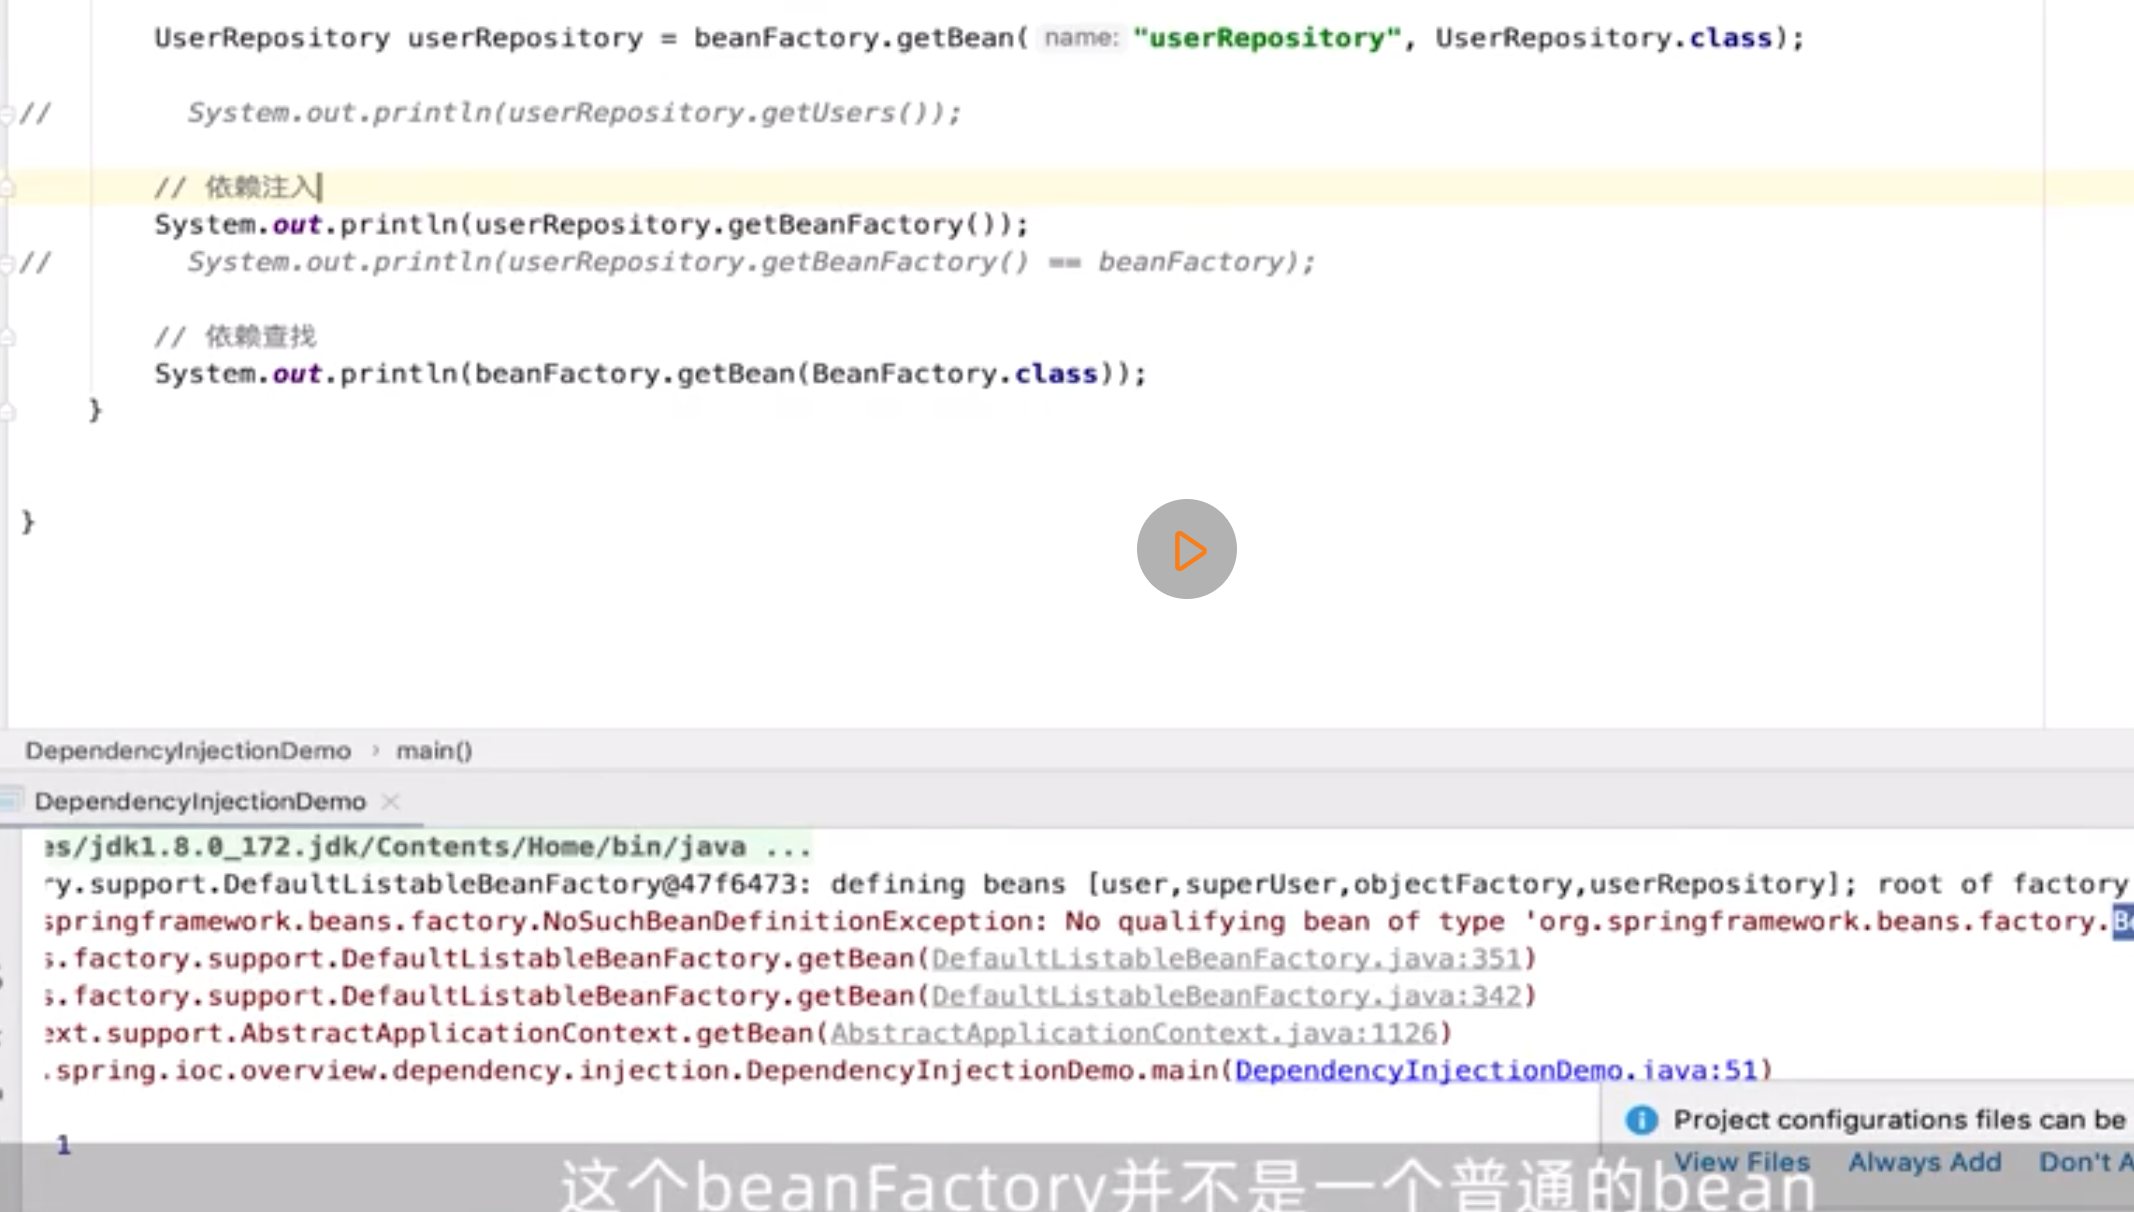 UserRepository userRepository = beanFactory.getBean( name: "userRepository", UserRepository.class);
// System.out.println(userRepository.getUsers());
// 依赖注入
System.out.println(userRepository.getBeanFactory());
// System.out.println(userRepository.getBeanFactory() == beanFactory);
// 依赖查找
System.out.println(beanFactory.getBean(BeanFactory.class));
}
}
DependencyInjectionDemo › main()
DependencyInjectionDemo
es/jdk1.8.0_172.jdk/Contents/Home/bin/java ...
ry.support.DefaultListableBeanFactory@47f6473: defining beans [user,superUser,objectFactory,userRepository]; root of factory
springframework.beans.factory.NoSuchBeanDefinitionException: No qualifying bean of type 'org.springframework.beans.factory.Be
s.factory.support.DefaultListableBeanFactory.getBean(DefaultListableBeanFactory.java:351)
s.factory.support.DefaultListableBeanFactory.getBean(DefaultListableBeanFactory.java:342)
ext.support.AbstractApplicationContext.getBean(AbstractApplicationContext.java:1126)
.spring.ioc.overview.dependency.injection.DependencyInjectionDemo.main(DependencyInjectionDemo.java:51)
Project configurations files can be
1
View Files Always Add Don't A
这个beanFactory并不是一个普通的bean